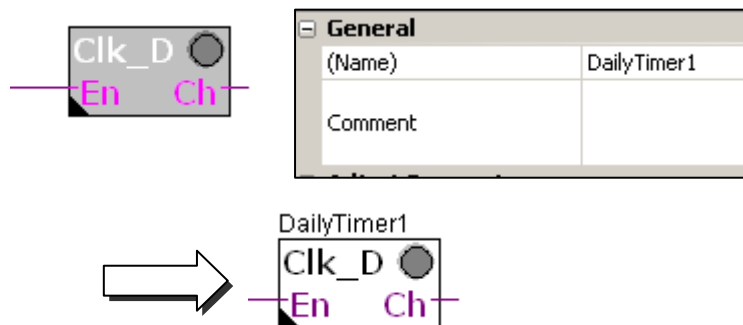 Clk_D
En Ch
General
(Name) DailyTimer1
Comment
DailyTimer1
Clk_D
En Ch